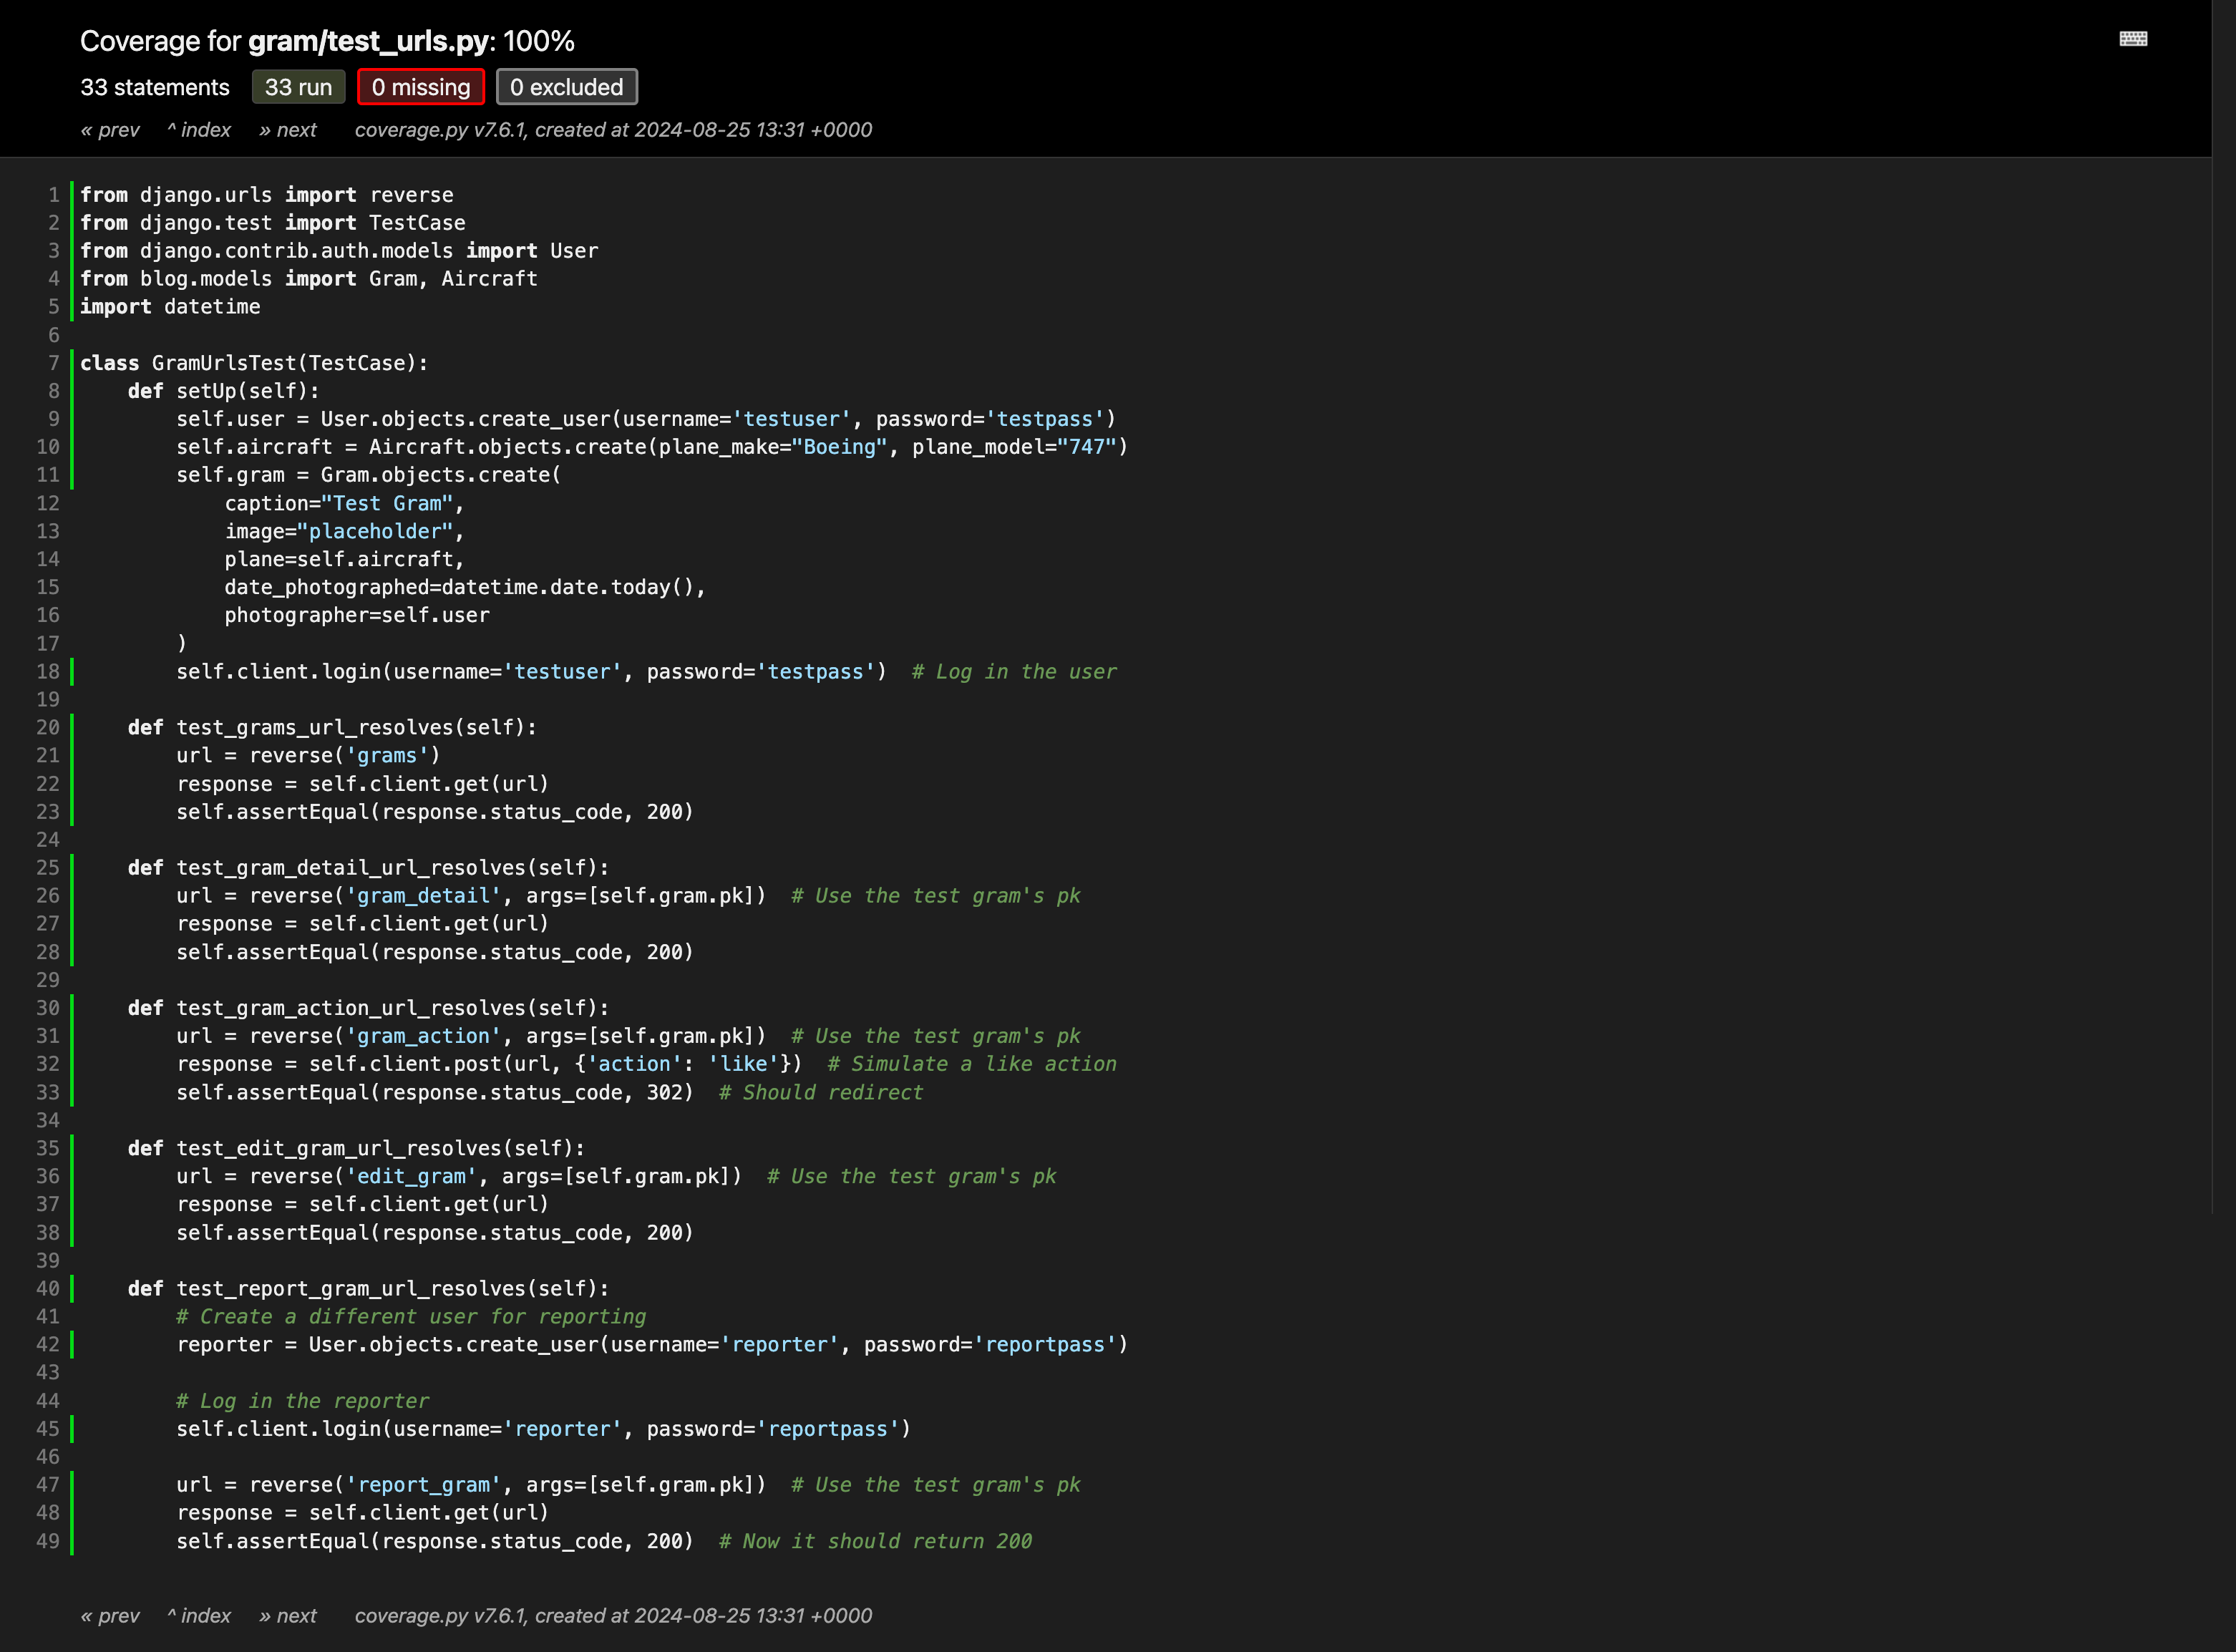 Coverage for gram/test_urls.py: 100%
33 statements 33 run 0 missing 0 excluded
« prev ^ index » next coverage.py v7.6.1, created at 2024-08-25 13:31 +0000
1 from django.urls import reverse
2 from django.test import TestCase
3 from django.contrib.auth.models import User
4 from blog.models import Gram, Aircraft
5 import datetime
6
7 class GramUrlsTest(TestCase):
8     def setUp(self):
9         self.user = User.objects.create_user(username='testuser', password='testpass')
10         self.aircraft = Aircraft.objects.create(plane_make="Boeing", plane_model="747")
11         self.gram = Gram.objects.create(
12             caption="Test Gram",
13             image="placeholder",
14             plane=self.aircraft,
15             date_photographed=datetime.date.today(),
16             photographer=self.user
17         )
18         self.client.login(username='testuser', password='testpass')  # Log in the user
19
20     def test_grams_url_resolves(self):
21         url = reverse('grams')
22         response = self.client.get(url)
23         self.assertEqual(response.status_code, 200)
24
25     def test_gram_detail_url_resolves(self):
26         url = reverse('gram_detail', args=[self.gram.pk])  # Use the test gram's pk
27         response = self.client.get(url)
28         self.assertEqual(response.status_code, 200)
29
30     def test_gram_action_url_resolves(self):
31         url = reverse('gram_action', args=[self.gram.pk])  # Use the test gram's pk
32         response = self.client.post(url, {'action': 'like'})  # Simulate a like action
33         self.assertEqual(response.status_code, 302)  # Should redirect
34
35     def test_edit_gram_url_resolves(self):
36         url = reverse('edit_gram', args=[self.gram.pk])  # Use the test gram's pk
37         response = self.client.get(url)
38         self.assertEqual(response.status_code, 200)
39
40     def test_report_gram_url_resolves(self):
41         # Create a different user for reporting
42         reporter = User.objects.create_user(username='reporter', password='reportpass')
43
44         # Log in the reporter
45         self.client.login(username='reporter', password='reportpass')
46
47         url = reverse('report_gram', args=[self.gram.pk])  # Use the test gram's pk
48         response = self.client.get(url)
49         self.assertEqual(response.status_code, 200)  # Now it should return 200
« prev ^ index » next coverage.py v7.6.1, created at 2024-08-25 13:31 +0000